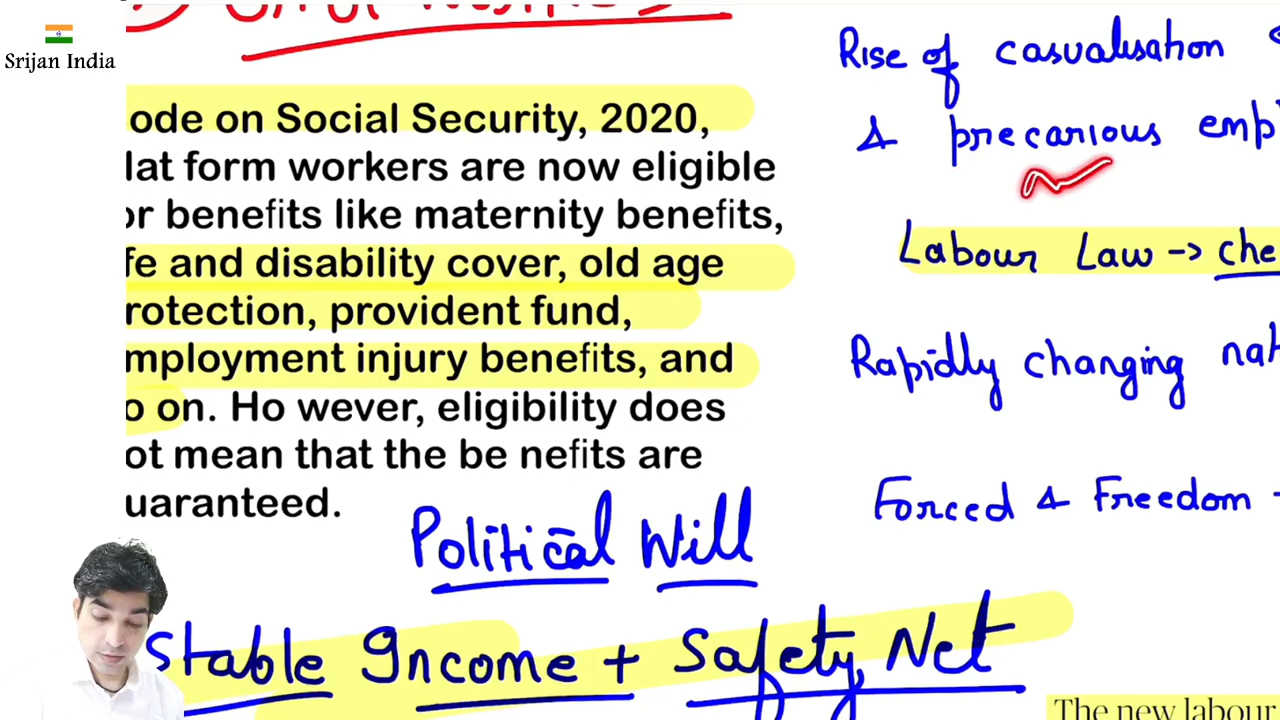 Srijan India
ode on Social Security, 2020,
lat form workers are now eligible
or benefits like maternity benefits,
fe and disability cover, old age
rotection, provident fund,
mployment injury benefits, and
o on. Ho wever, eligibility does
ot mean that the be nefits are
uaranteed.
Political Will
Stable Income + Safety Net
Rise of casualisation
& precarious emp
Labour Law -> che
Rapidly changing nat
Forced & Freedom -
The new labour